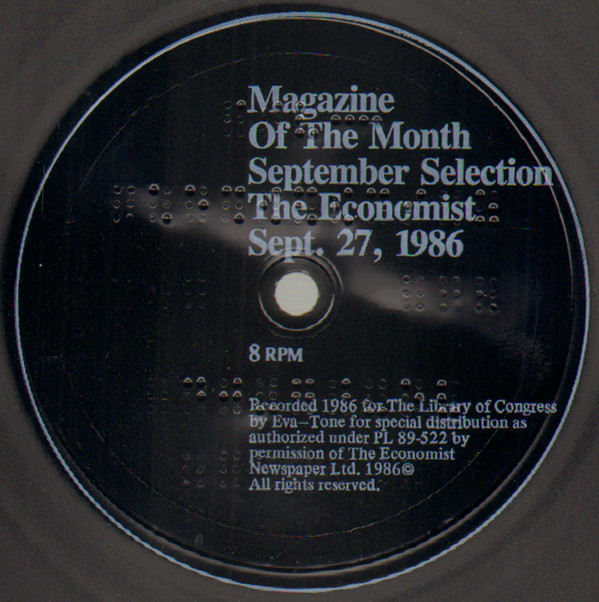 Magazine
Of The Month
September Selection
The Economist
Sept. 27, 1986
8 RPM
Recorded 1986 for The Library of Congress
by Eva–Tone for special distribution as
authorized under PL 89-522 by
permission of The Economist
Newspaper Ltd. 1986©
All rights reserved.